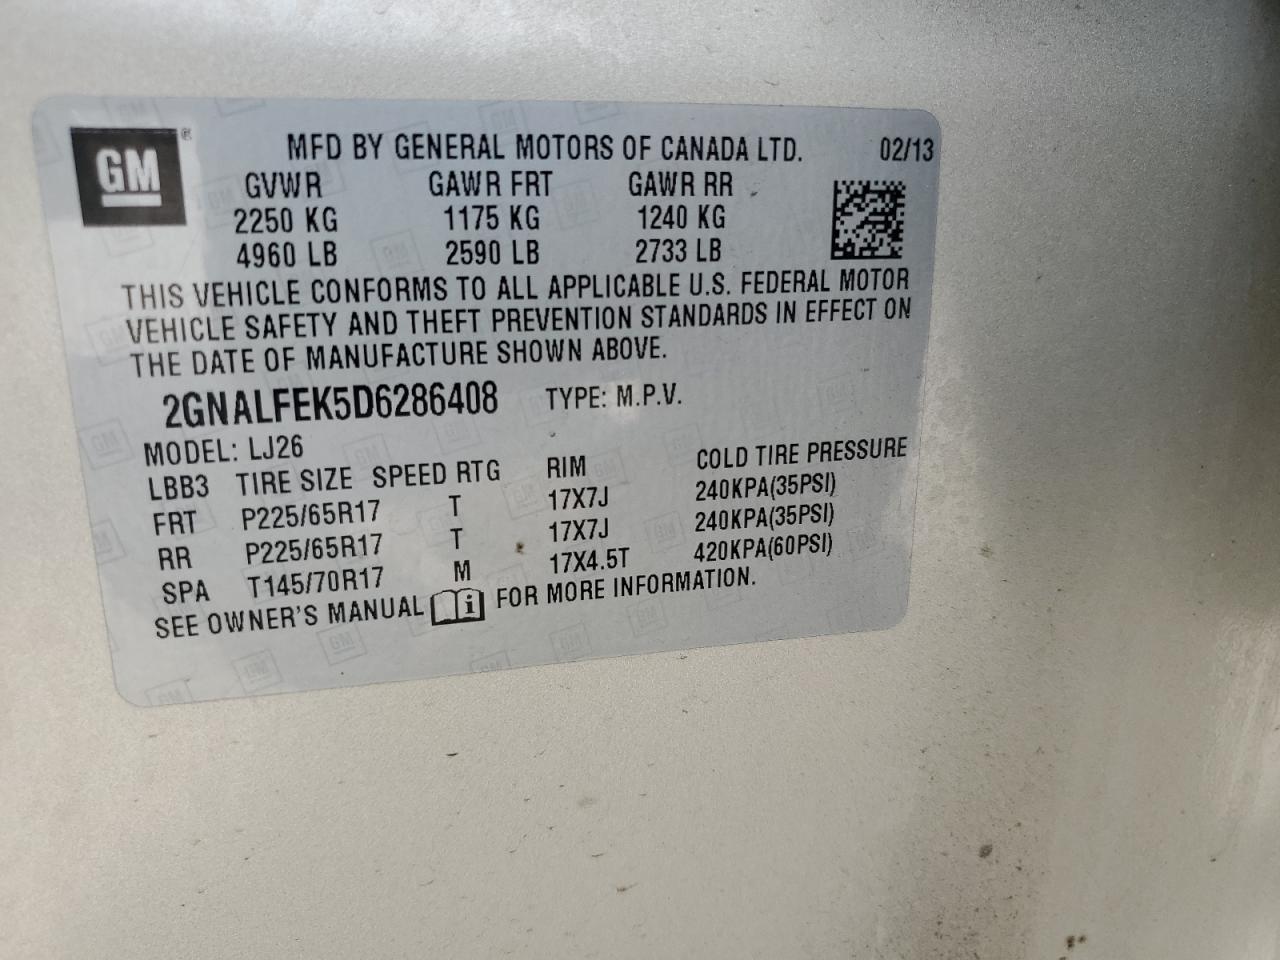 GM® MFD BY GENERAL MOTORS OF CANADA LTD. 02/13
GVWR GAWR FRT GAWR RR
2250 KG 1175 KG 1240 KG
4960 LB 2590 LB 2733 LB
THIS VEHICLE CONFORMS TO ALL APPLICABLE U.S. FEDERAL MOTOR
VEHICLE SAFETY AND THEFT PREVENTION STANDARDS IN EFFECT ON
THE DATE OF MANUFACTURE SHOWN ABOVE.
2GNALFEK5D6286408 TYPE: M.P.V.
MODEL: LJ26
LBB3 TIRE SIZE SPEED RTG RIM COLD TIRE PRESSURE
FRT P225/65R17 T 17X7J 240KPA(35PSI)
RR P225/65R17 T 17X7J 240KPA(35PSI)
SPA T145/70R17 M 17X4.5T 420KPA(60PSI)
SEE OWNER'S MANUAL i FOR MORE INFORMATION.